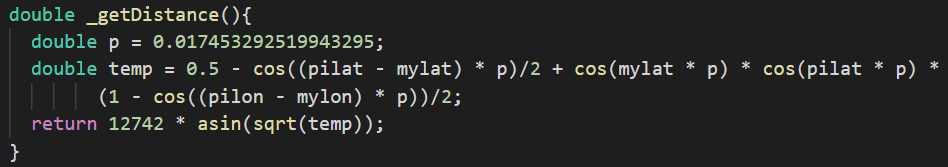 double _getDistance(){
double p = 0.017453292519943295;
double temp = 0.5 - cos((pilat - mylat) * p)/2 + cos(mylat * p) * cos(pilat * p) *
(1 - cos((pilon - mylon) * p))/2;
return 12742 * asin(sqrt(temp));
}